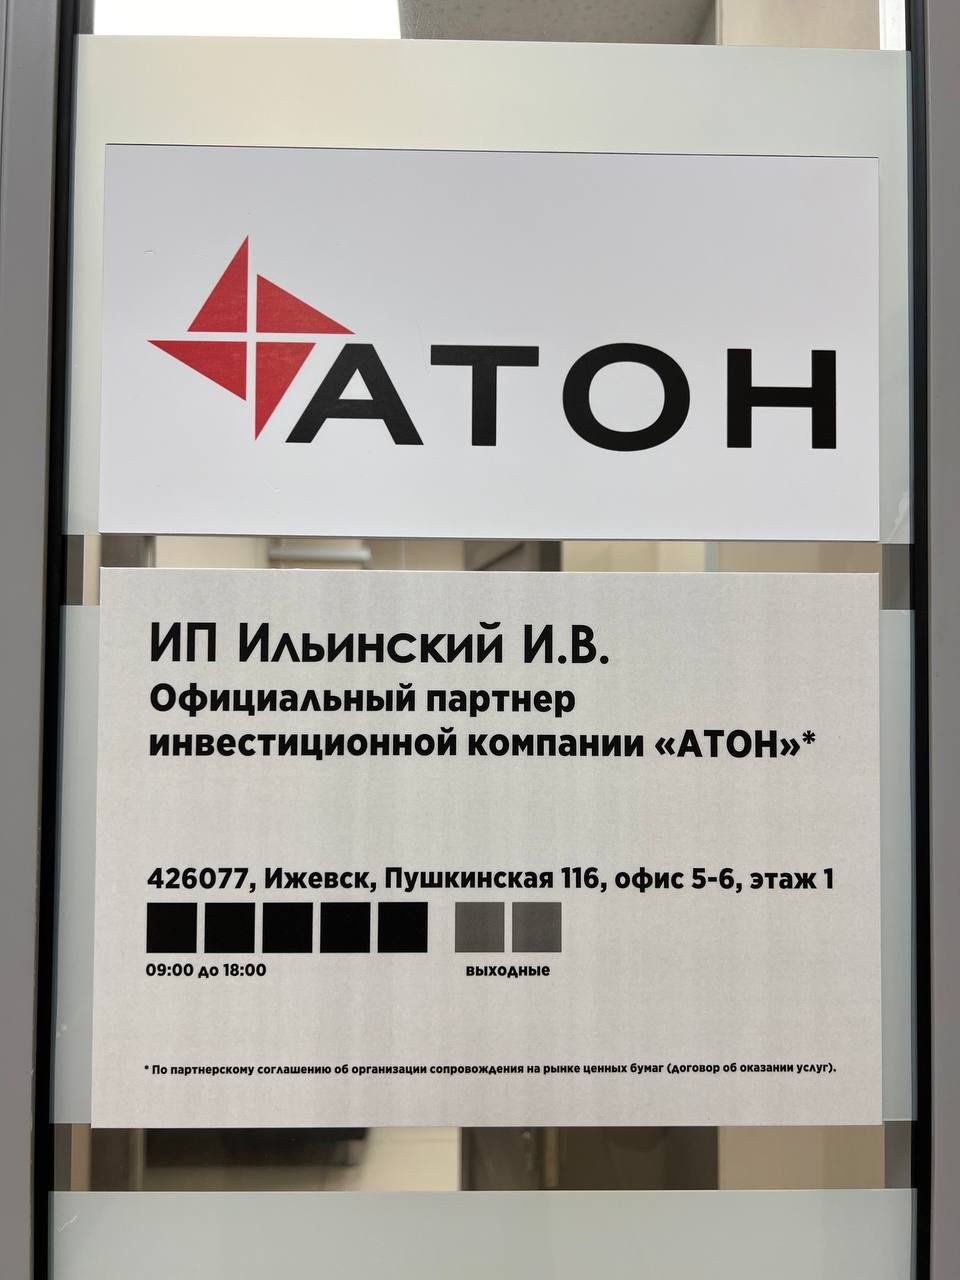 АТОН
ИП Ильинский И.В.
Официальный партнер
инвестиционной компании «АТОН»*
426077, Ижевск, Пушкинская 116, офис 5-6, этаж 1
09:00 до 18:00 выходные
* По партнерскому соглашению об организации сопровождения на рынке ценных бумаг (договор об оказании услуг).